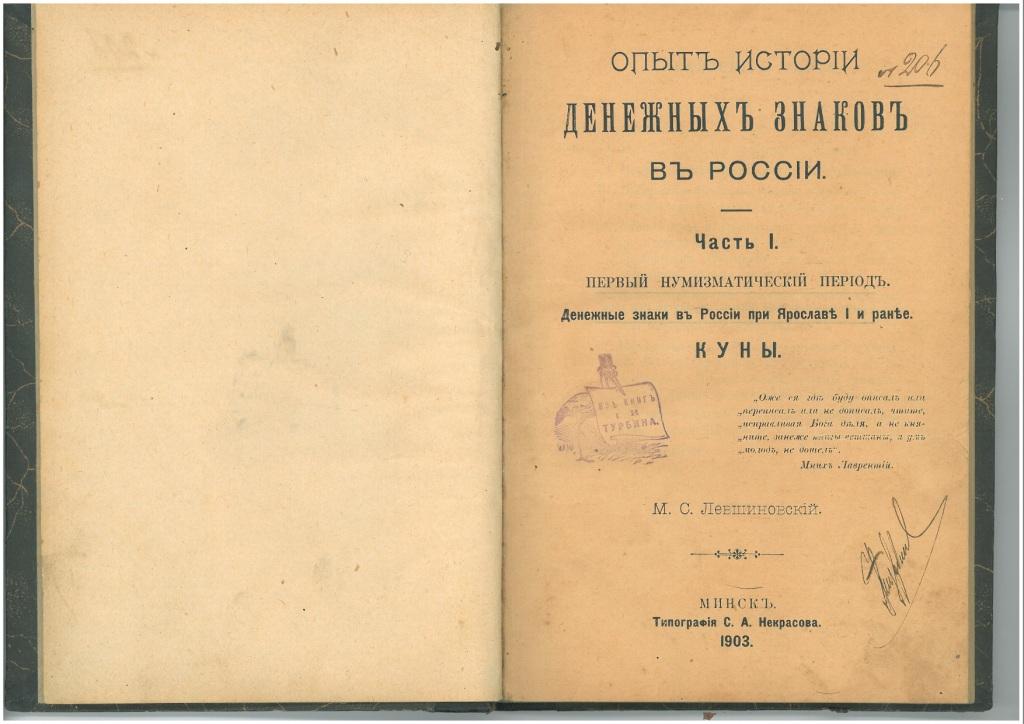 ОПЫТЪ ИСТОРІИ
№ 206
ДЕНЕЖНЫХЪ ЗНАКОВЪ
ВЪ РОССІИ.
Часть I.
ПЕРВЫЙ НУМИЗМАТИЧЕСКІЙ ПЕРІОДЪ.
Денежные знаки въ Россіи при Ярославѣ I и ранѣе.
КУНЫ.
„Оже ся гдѣ буду описалъ или
„переписалъ или не дописалъ, чтите,
„исправливая Бога дѣля, а не кля-
„ните, занеже книгы ветшаны, а умъ
„молодъ, не дошелъ“.
Мнихъ Лаврентій.
ИЗЪ КНИГЪ
І. И.
ТУРБИНА.
М. С. Левшиновскій.
МИНСКЪ.
Типографія С. А. Некрасова.
1903.